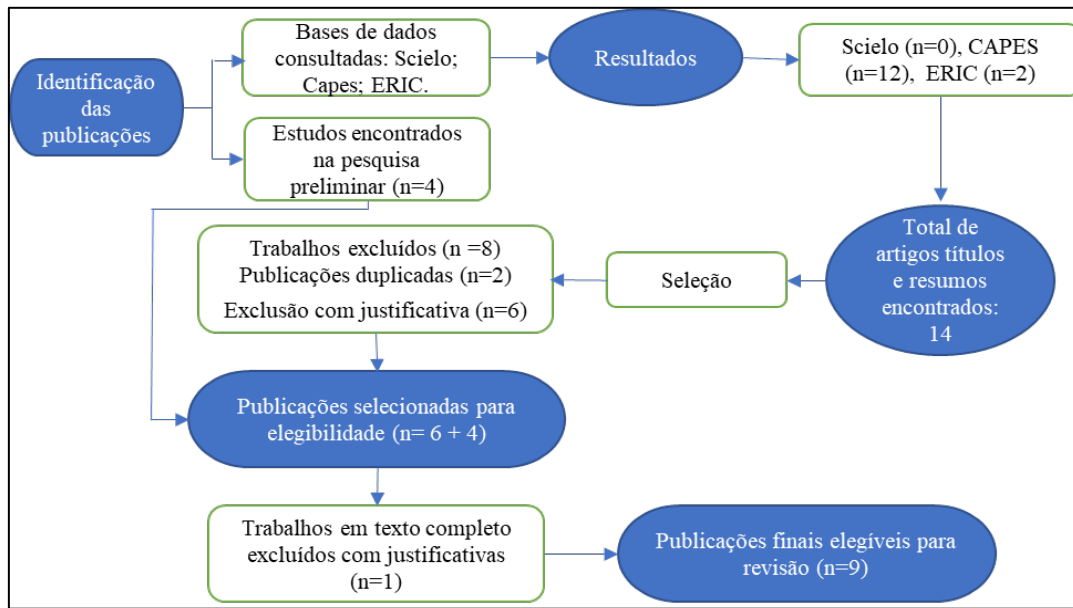 Identificação
das
publicações
Bases de dados
consultadas: Scielo;
Capes; ERIC.
Resultados
Scielo (n=0), CAPES
(n=12), ERIC (n=2)
Estudos encontrados
na pesquisa
preliminar (n=4)
Total de
artigos títulos
e resumos
encontrados:
14
Seleção
Trabalhos excluídos (n =8)
Publicações duplicadas (n=2)
Exclusão com justificativa (n=6)
Publicações selecionadas para
elegibilidade (n= 6 + 4)
Trabalhos em texto completo
excluídos com justificativas
(n=1)
Publicações finais elegíveis para
revisão (n=9)